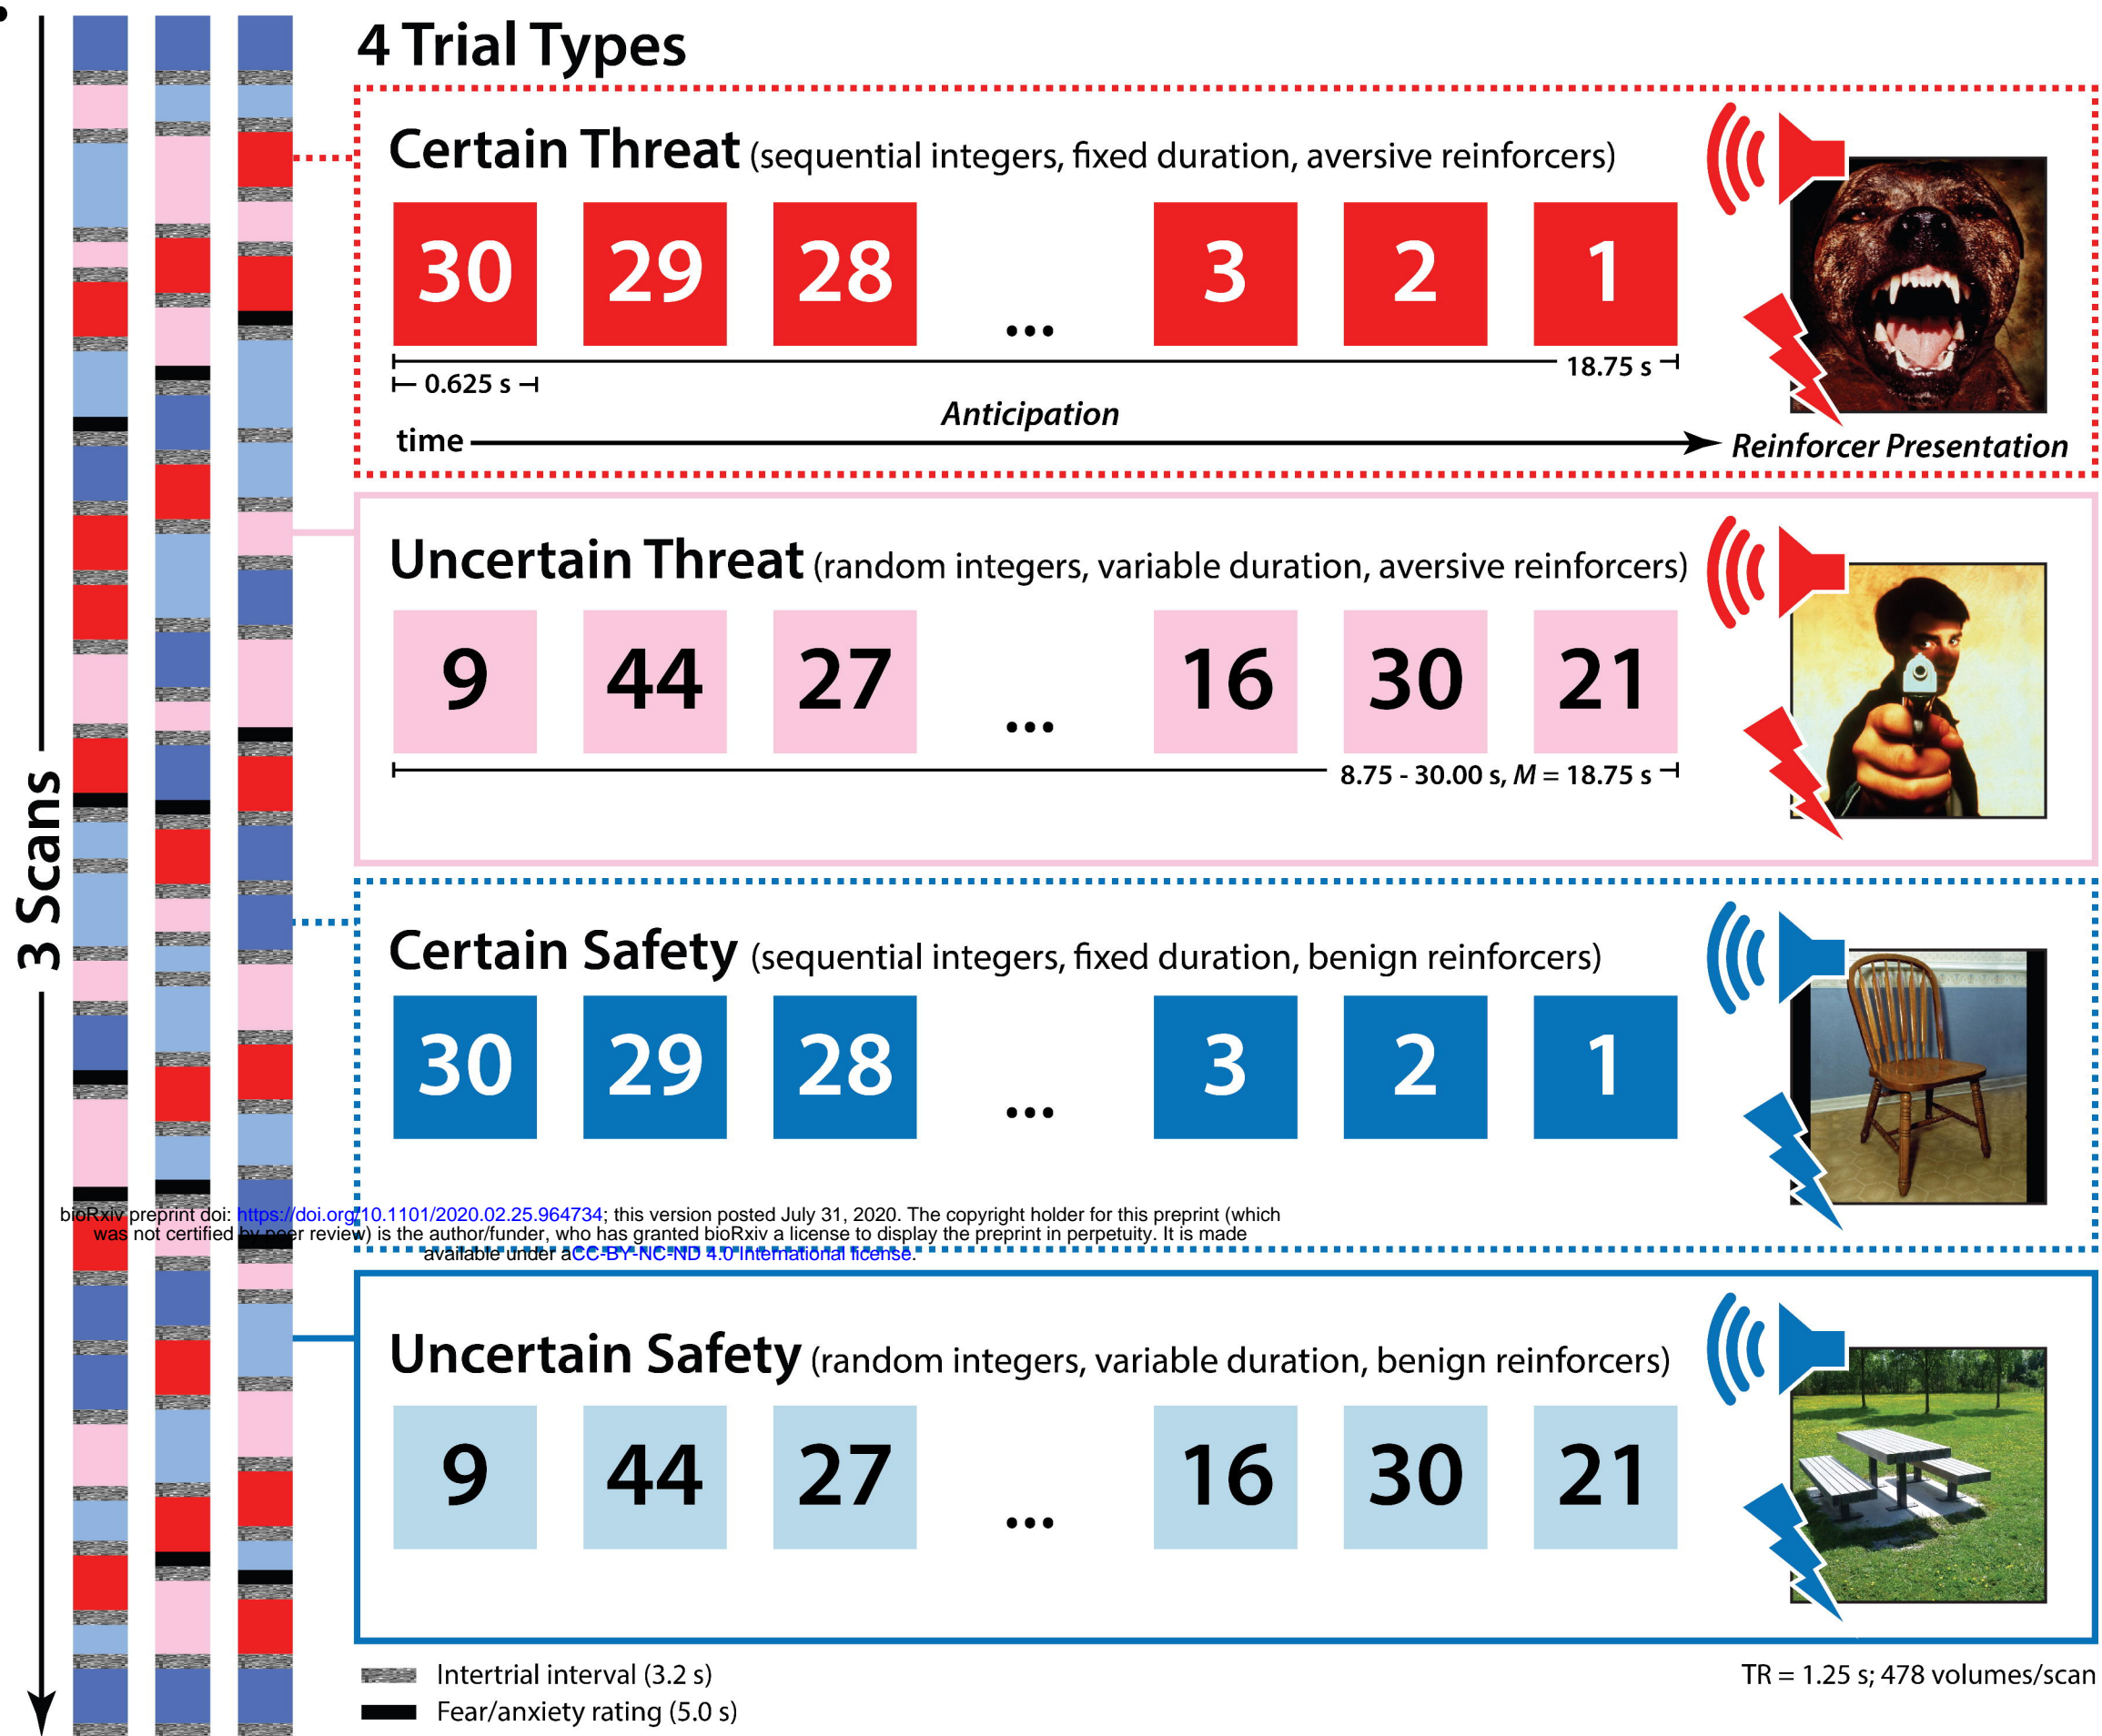 4 Trial Types
Certain Threat (sequential integers, fixed duration, aversive reinforcers)
30 29 28 ... 3 2 1
18.75 s
0.625 s
Anticipation
time
Reinforcer Presentation
Uncertain Threat (random integers, variable duration, aversive reinforcers)
9 44 27 ... 16 30 21
8.75 - 30.00 s, M = 18.75 s
3 Scans
Certain Safety (sequential integers, fixed duration, benign reinforcers)
30 29 28 ... 3 2 1
bioRxiv preprint doi: https://doi.org/10.1101/2020.02.25.964734; this version posted July 31, 2020. The copyright holder for this preprint (which
was not certified by peer review) is the author/funder, who has granted bioRxiv a license to display the preprint in perpetuity. It is made
available under aCC-BY-NC-ND 4.0 International license.
Uncertain Safety (random integers, variable duration, benign reinforcers)
9 44 27 ... 16 30 21
Intertrial interval (3.2 s)
Fear/anxiety rating (5.0 s)
TR = 1.25 s; 478 volumes/scan